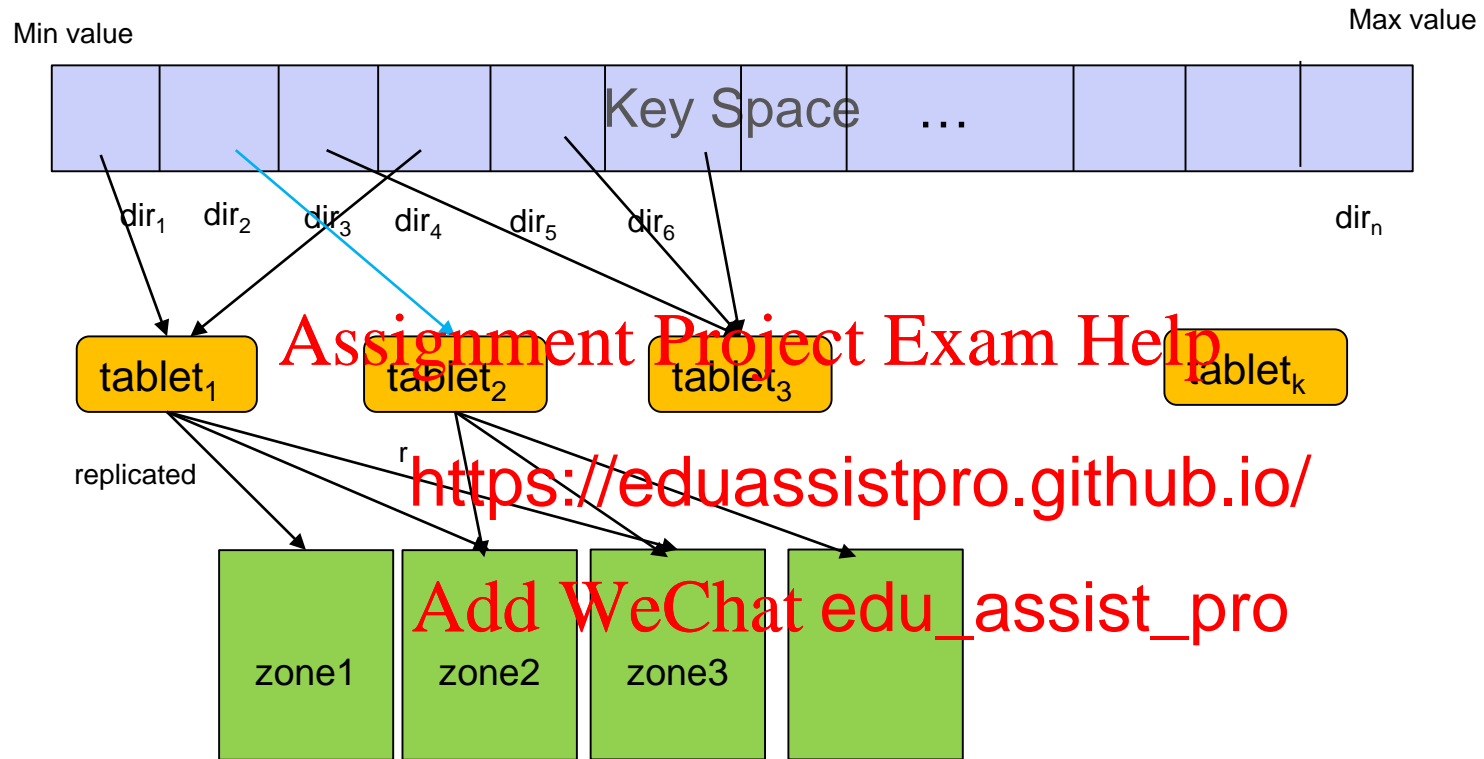 Min value
Max value
Key Space …
dir1 dir2 dir3 dir4 dir5 dir6 dirn
Assignment Project Exam Help
tablet1 tablet2 tablet3 tabletk
replicated
r
https://eduassistpro.github.io/
Add WeChat edu_assist_pro
zone1 zone2 zone3